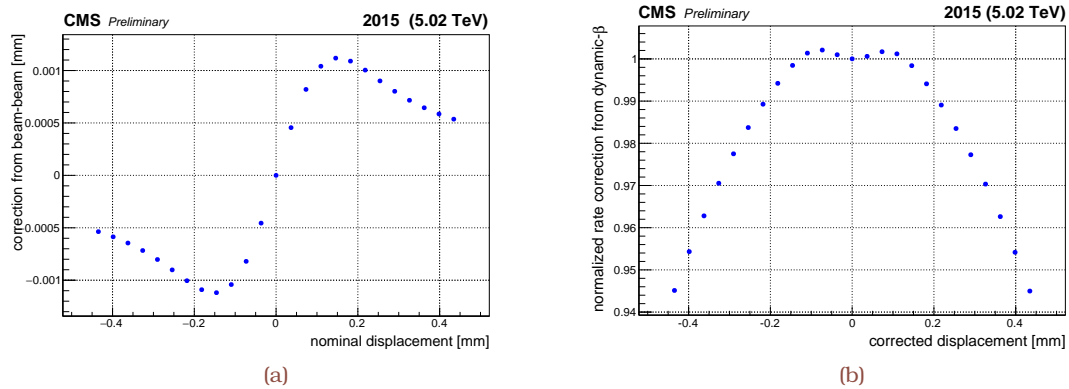 CMS Preliminary 2015 (5.02 TeV)
correction from beam-beam [mm]
0.001
0.0005
0
−0.0005
−0.001
−0.4 −0.2 0 0.2 0.4
nominal displacement [mm]
(a)
CMS Preliminary 2015 (5.02 TeV)
normalized rate correction from dynamic-β
1
0.99
0.98
0.97
0.96
0.95
0.94
−0.4 −0.2 0 0.2 0.4
corrected displacement [mm]
(b)